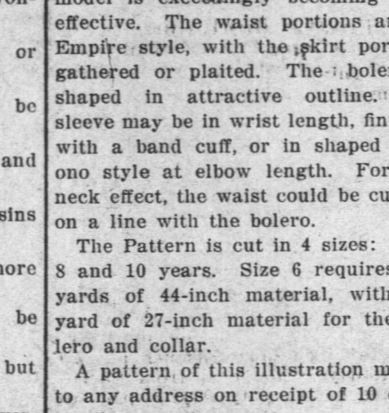 or
be
and
sins
nore
be
but
effective. The waist portions
Empire style, with the skirt por
gathered or plaited. The bole
shaped in attractive outline.
sleeve may be in wrist length, fin
with a band cuff, or in shaped
ono style at elbow length. For
neck effect, the waist could be cu
on a line with the bolero.
The Pattern is cut in 4 sizes:
8 and 10 years. Size 6 requires
yards of 44-inch material, with
yard of 27-inch material for the
lero and collar.
A pattern of this illustration m
to any address on receipt of 10